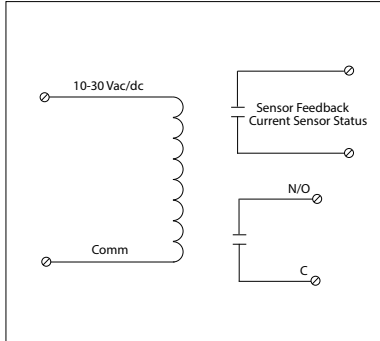 10-30 Vac/dc
Sensor Feedback
Current Sensor Status
N/O
Comm
C